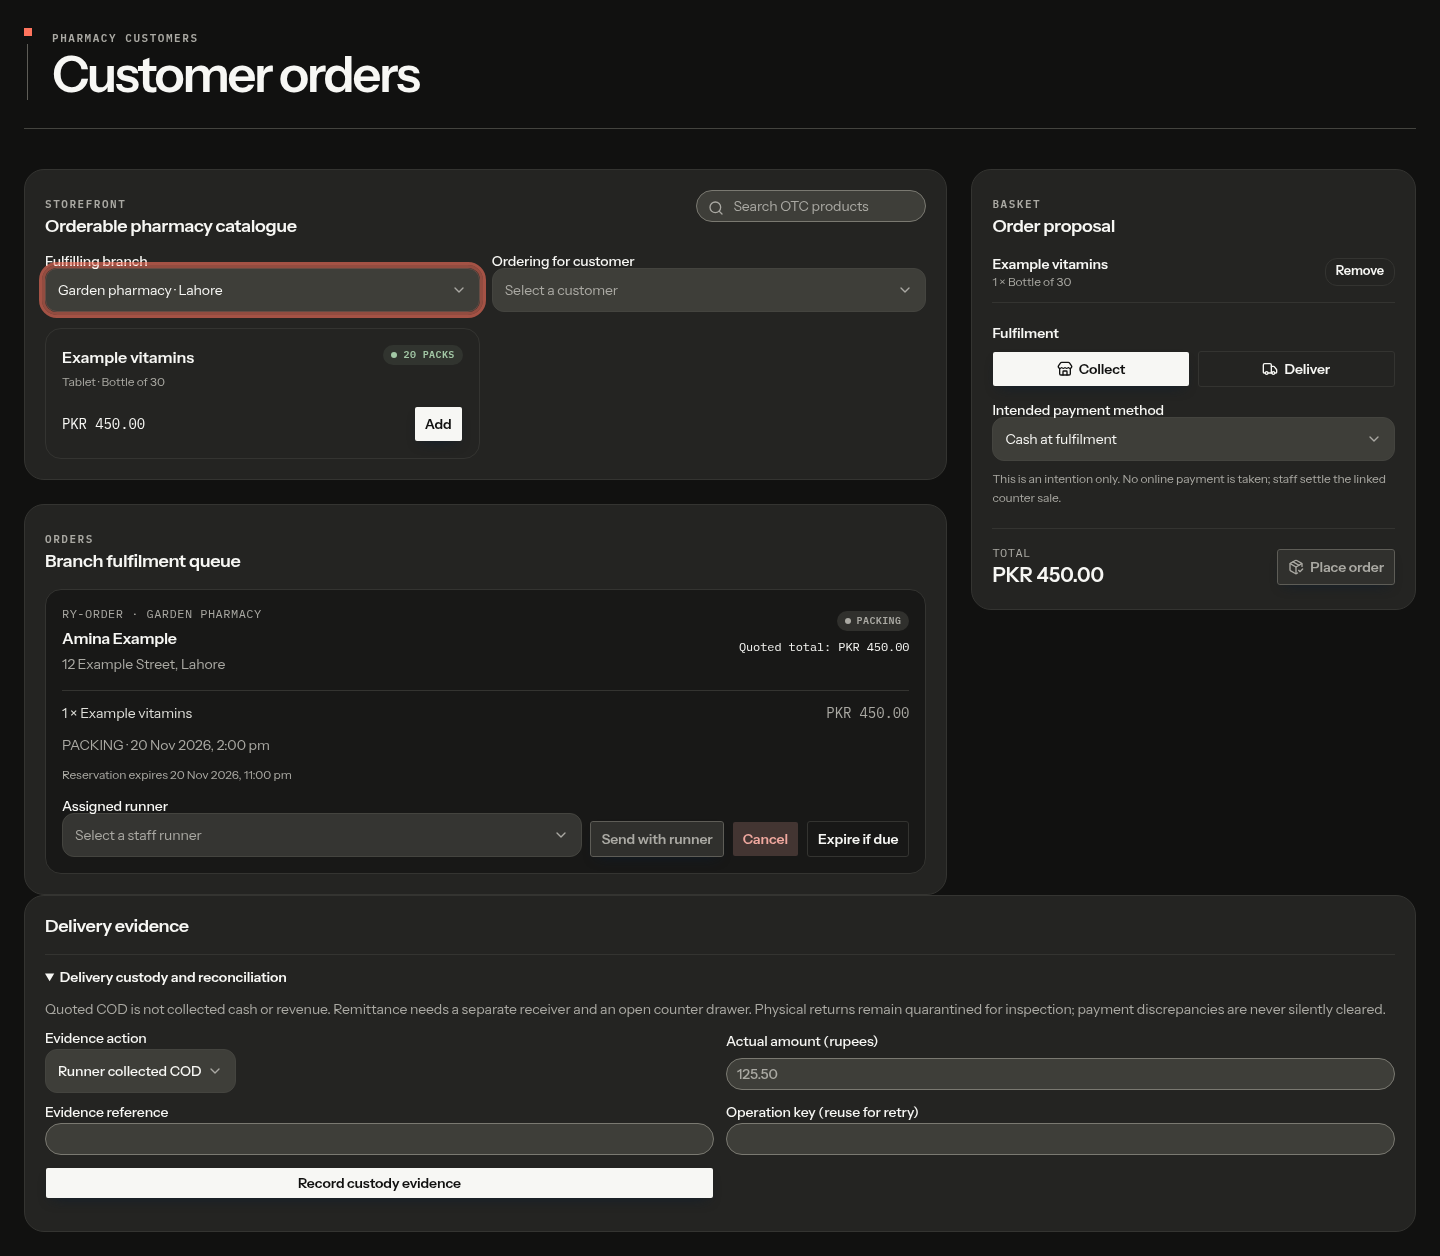 PHARMACY CUSTOMERS
Customer orders
STOREFRONT
Orderable pharmacy catalogue
Search OTC products
Fulfilling branch
Garden pharmacy · Lahore
Ordering for customer
Select a customer
Example vitamins
20 PACKS
Tablet · Bottle of 30
PKR 450.00
Add
BASKET
Order proposal
Example vitamins
1 × Bottle of 30
Remove
Fulfilment
Collect
Deliver
Intended payment method
Cash at fulfilment
This is an intention only. No online payment is taken; staff settle the linked
counter sale.
TOTAL
PKR 450.00
Place order
ORDERS
Branch fulfilment queue
RY-ORDER · GARDEN PHARMACY
Amina Example
12 Example Street, Lahore
PACKING
Quoted total: PKR 450.00
1 × Example vitamins
PKR 450.00
PACKING · 20 Nov 2026, 2:00 pm
Reservation expires 20 Nov 2026, 11:00 pm
Assigned runner
Select a staff runner
Send with runner
Cancel
Expire if due
Delivery evidence
▼ Delivery custody and reconciliation
Quoted COD is not collected cash or revenue. Remittance needs a separate receiver and an open counter drawer. Physical returns remain quarantined for inspection; payment discrepancies are never silently cleared.
Evidence action
Runner collected COD
Actual amount (rupees)
125.50
Evidence reference
Operation key (reuse for retry)
Record custody evidence